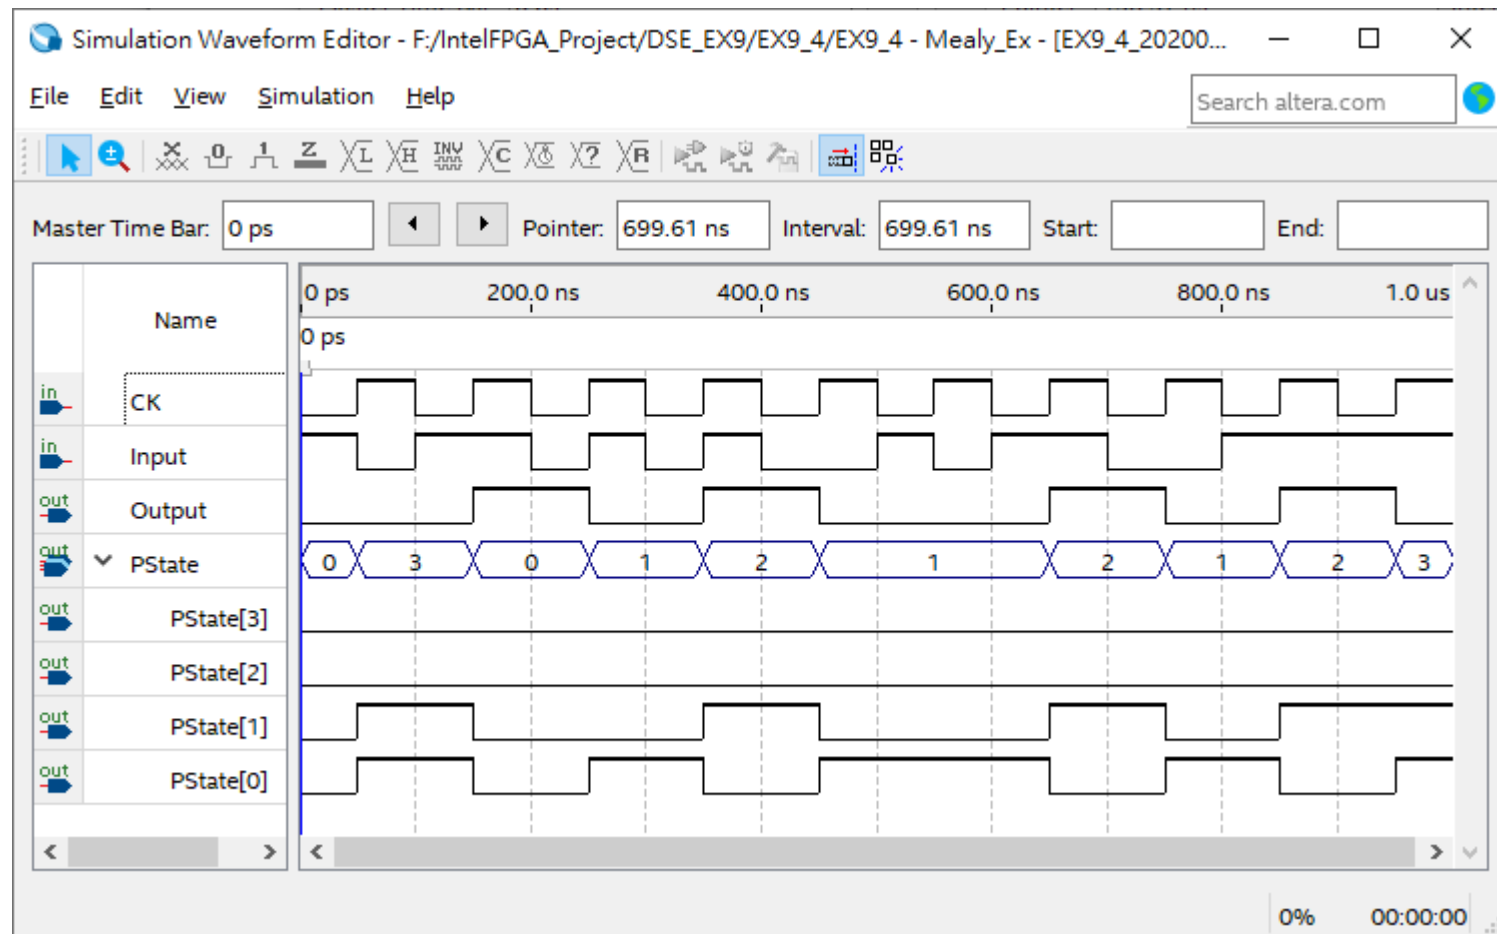 Simulation Waveform Editor - F:/IntelFPGA_Project/DSE_EX9/EX9_4/EX9_4 - Mealy_Ex - [EX9_4_20200...
File Edit View Simulation Help
Search altera.com
X 0 1 Z L H INV C ? R
Master Time Bar: 0 ps Pointer: 699.61 ns Interval: 699.61 ns Start: End:
Name
0 ps 200.0 ns 400.0 ns 600.0 ns 800.0 ns 1.0 us
0 ps
in CK
in Input
out Output
out PState 0 3 0 1 2 1 2 1 2 3
out PState[3]
out PState[2]
out PState[1]
out PState[0]
0% 00:00:00